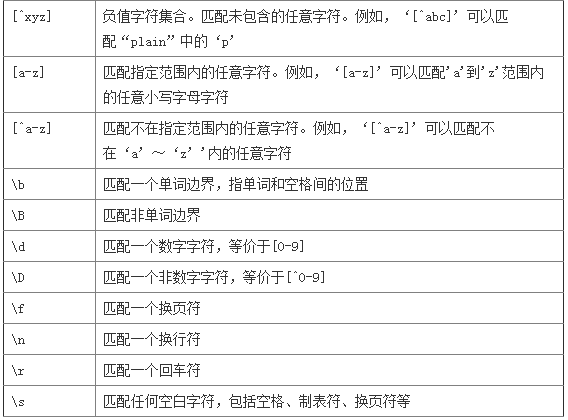 [^xyz] 负值字符集合。匹配未包含的任意字符。例如，‘[^abc]’可以匹
配“plain”中的‘p’
[a-z] 匹配指定范围内的任意字符。例如，‘[a-z]’可以匹配'a'到'z'范围内
的任意小写字母字符
[^a-z] 匹配不在指定范围内的任意字符。例如，‘[^a-z]’可以匹配不
在‘a’～‘z’'内的任意字符
\b 匹配一个单词边界，指单词和空格间的位置
\B 匹配非单词边界
\d 匹配一个数字字符，等价于[0-9]
\D 匹配一个非数字字符，等价于[^0-9]
\f 匹配一个换页符
\n 匹配一个换行符
\r 匹配一个回车符
\s 匹配任何空白字符，包括空格、制表符、换页符等